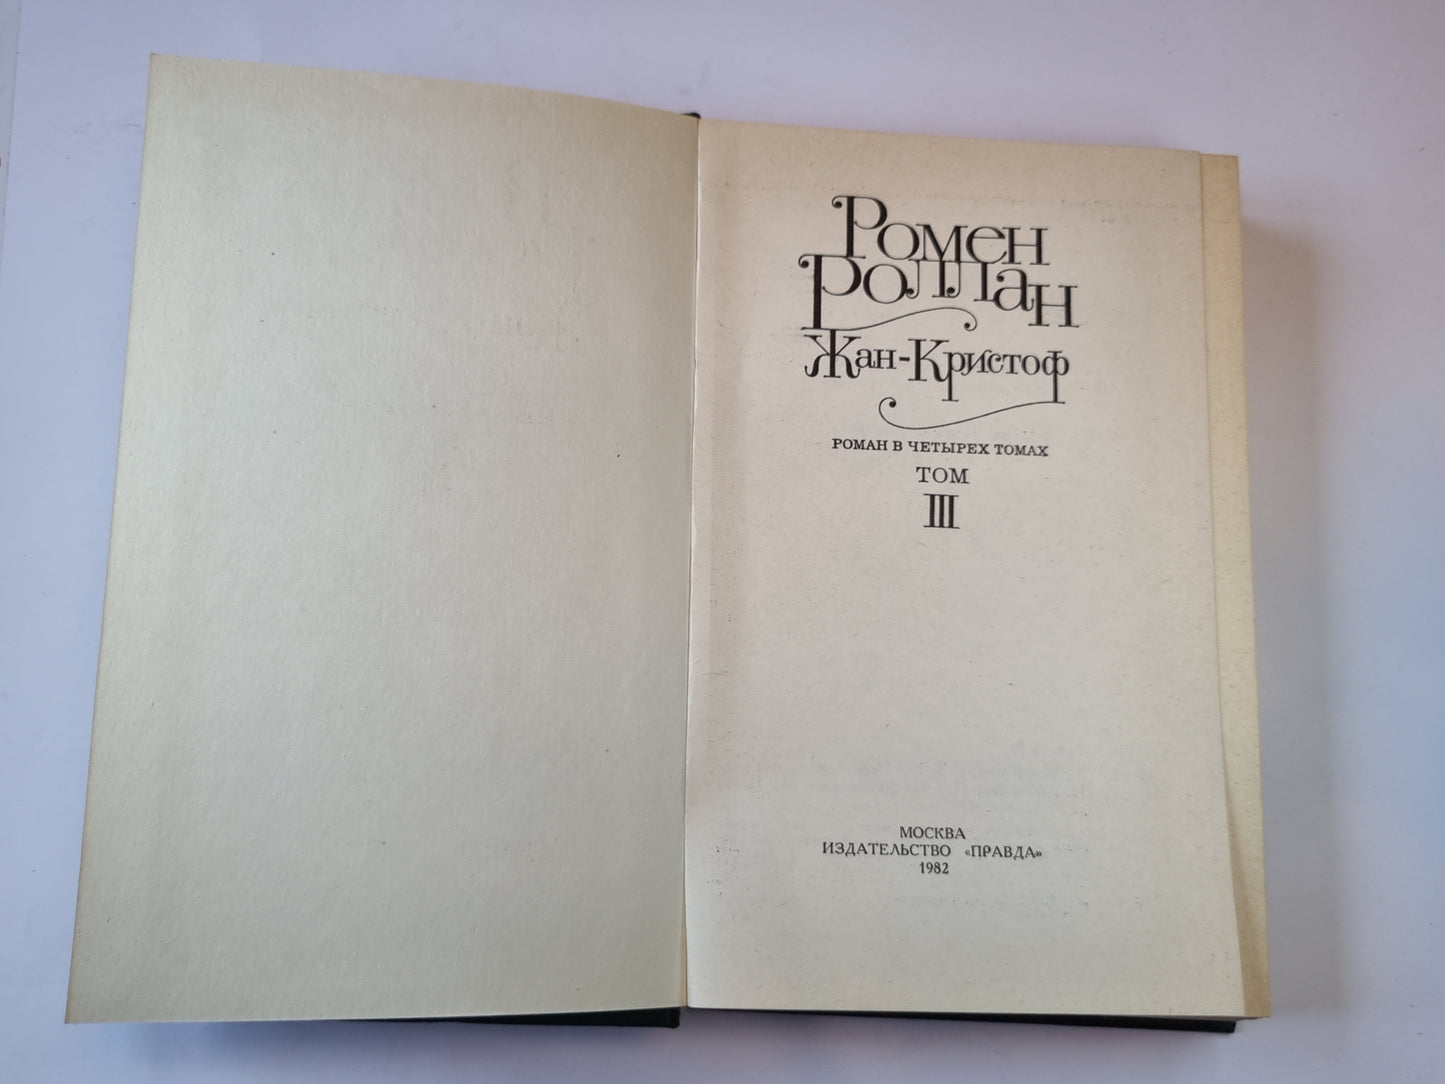 Ромен
Роллан
Жан-Кристоф
РОМАН В ЧЕТЫРЕХ ТОМАХ
ТОМ
III
МОСКВА
ИЗДАТЕЛЬСТВО «ПРАВДА»
1982